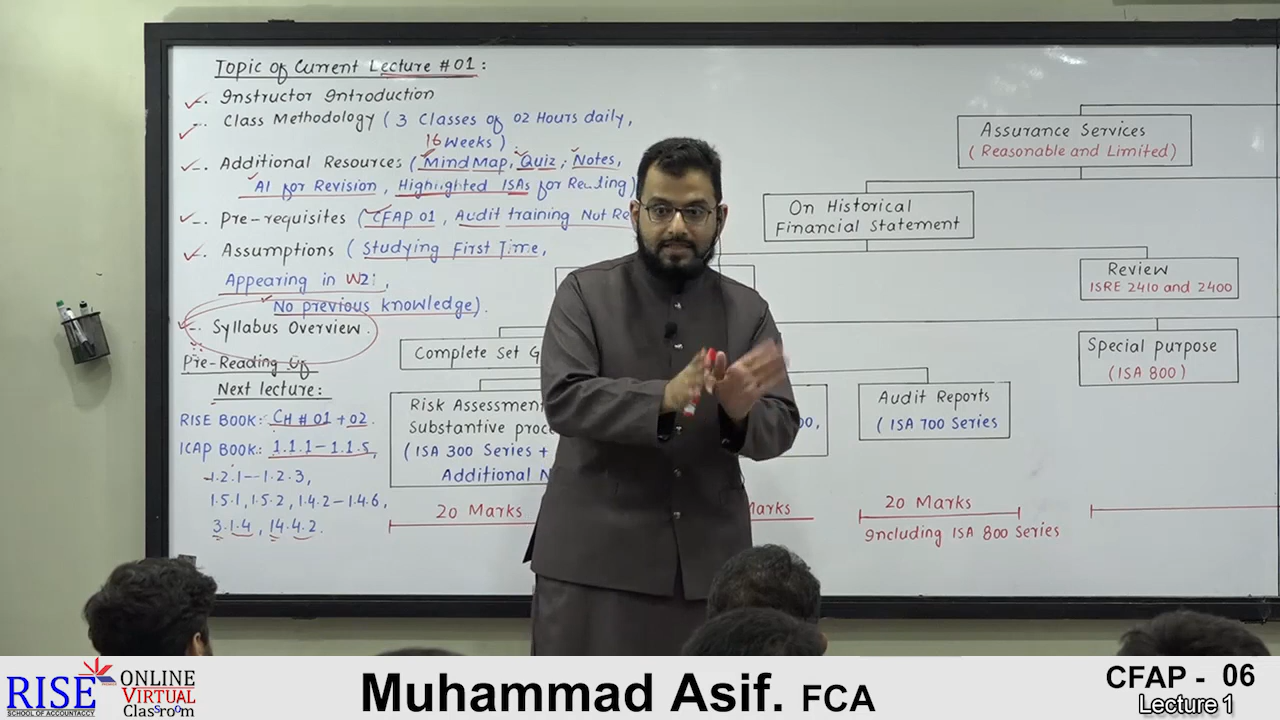 Topic of Current Lecture # 01 :
Instructor Introduction
Class Methodology ( 3 Classes of 02 Hours daily,
16 Weeks )
Additional Resources ( Mind Map, Quiz, Notes,
AI for Revision, Highlighted ISAs for Reading)
Pre-requisites ( CFAP 01, Audit training Not
Assumptions ( Studying First Time,
Appearing in
No previous knowledge).
Syllabus Overview.
Pre-Reading Of
Next lecture:
RISE BOOK: CH # 01 + 02.
ICAP BOOK: 1.1.1 - 1.1.5,
1.2.1 - 1.2.3,
1.5.1, 1.5.2, 1.4.2 - 1.4.6,
3.1.4, 14.4.2.
Assurance Services
(Reasonable and Limited)
On Historical
Financial Statement
Review
ISRE 2410 and 2400
Complete Set
Special purpose
(ISA 800)
Risk Assessment
Substantive
(ISA 300 Series +
Additional
Audit Reports
(ISA 700 Series
20 Marks
Marks
20 Marks
Including ISA 800 Series
RISE
SCHOOL OF ACCOUNTACCY
ONLINE
VIRTUAL
Classroom
Muhammad Asif. FCA
CFAP - 06
Lecture 1